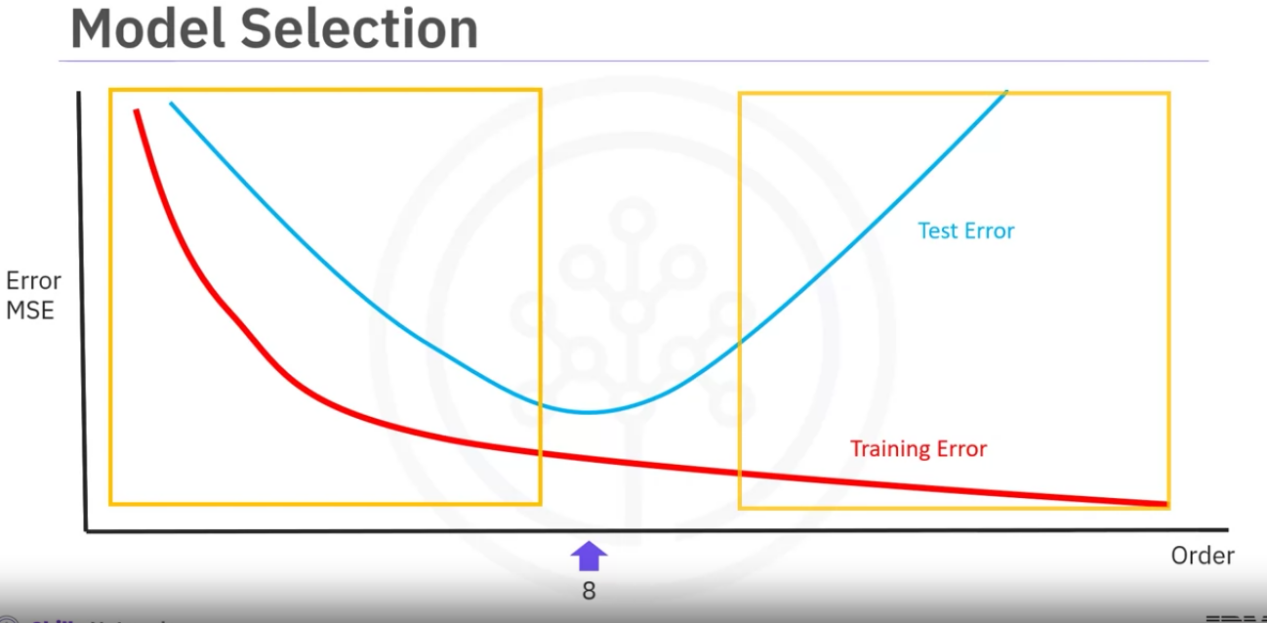 Model Selection
Error
MSE
Test Error
Training Error
Order
8